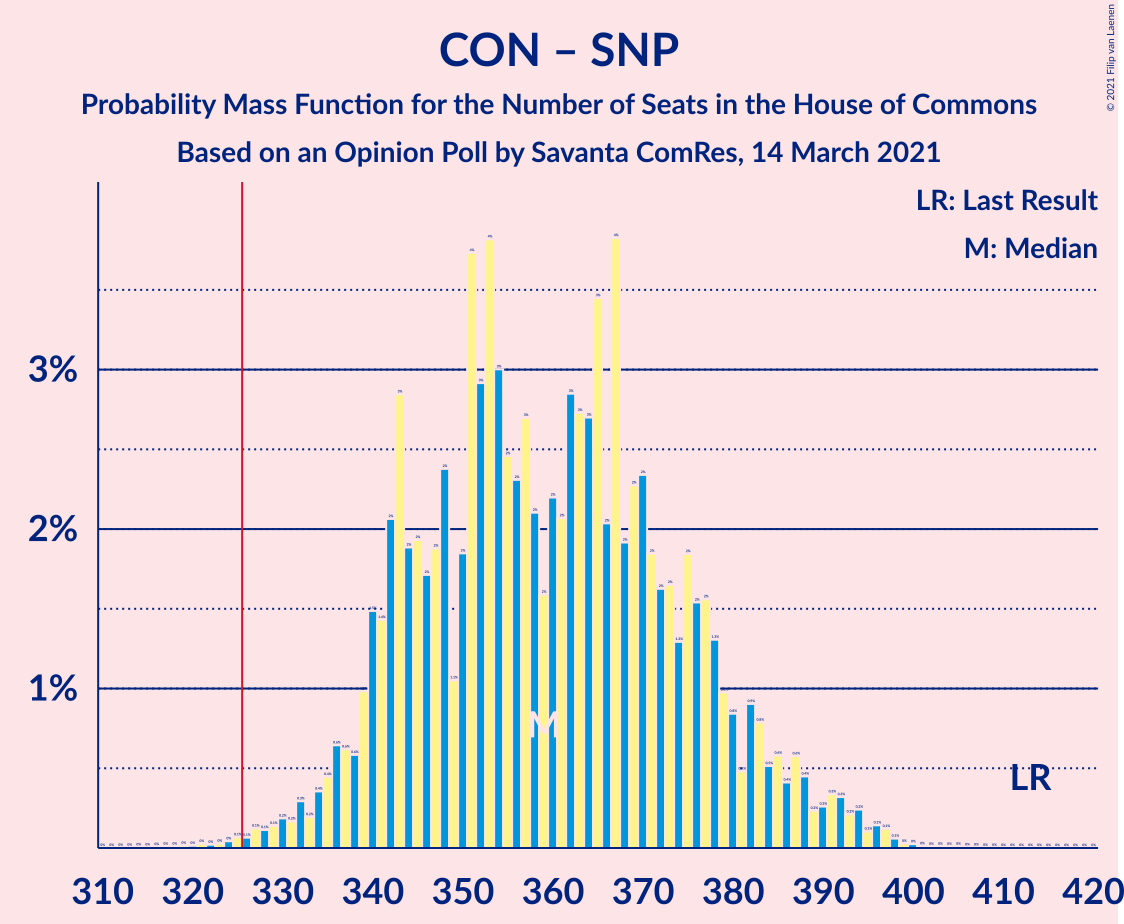 CON – SNP
Probability Mass Function for the Number of Seats in the House of Commons
Based on an Opinion Poll by Savanta ComRes, 14 March 2021
© 2021 Filip van Laenen
LR: Last Result
M: Median
3%
2%
1%
M
LR
310 320 330 340 350 360 370 380 390 400 410 420